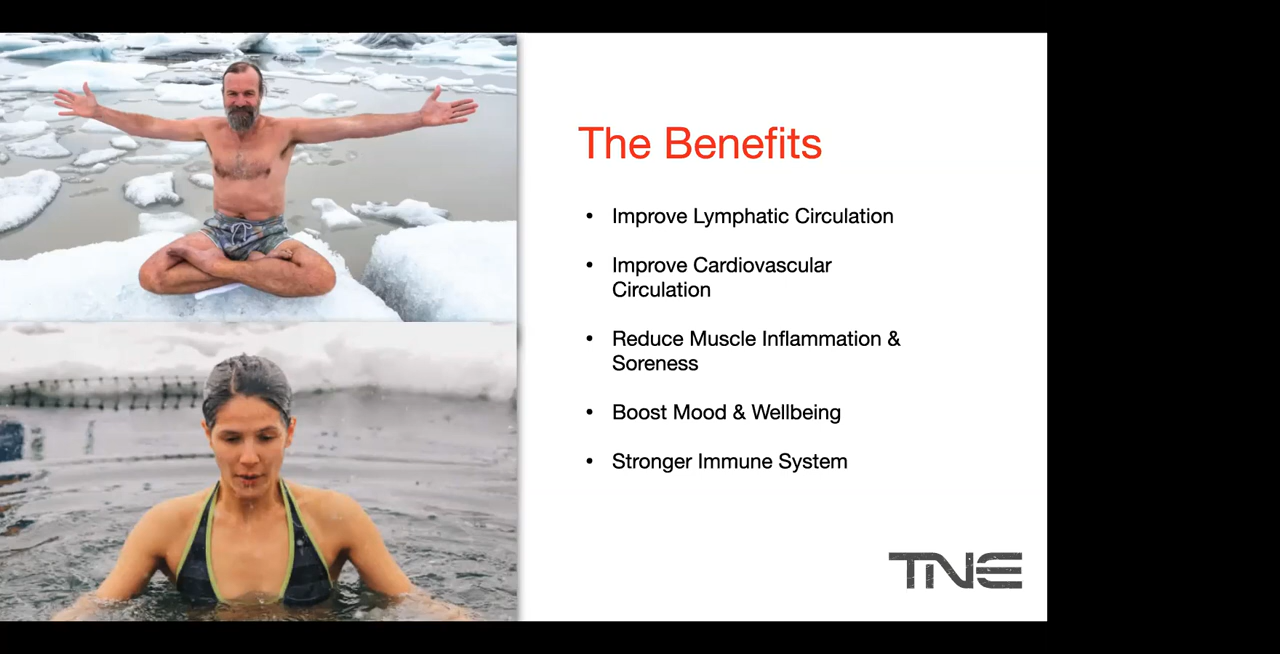 The Benefits
• Improve Lymphatic Circulation
• Improve Cardiovascular
Circulation
• Reduce Muscle Inflammation &
Soreness
• Boost Mood & Wellbeing
• Stronger Immune System
TNE